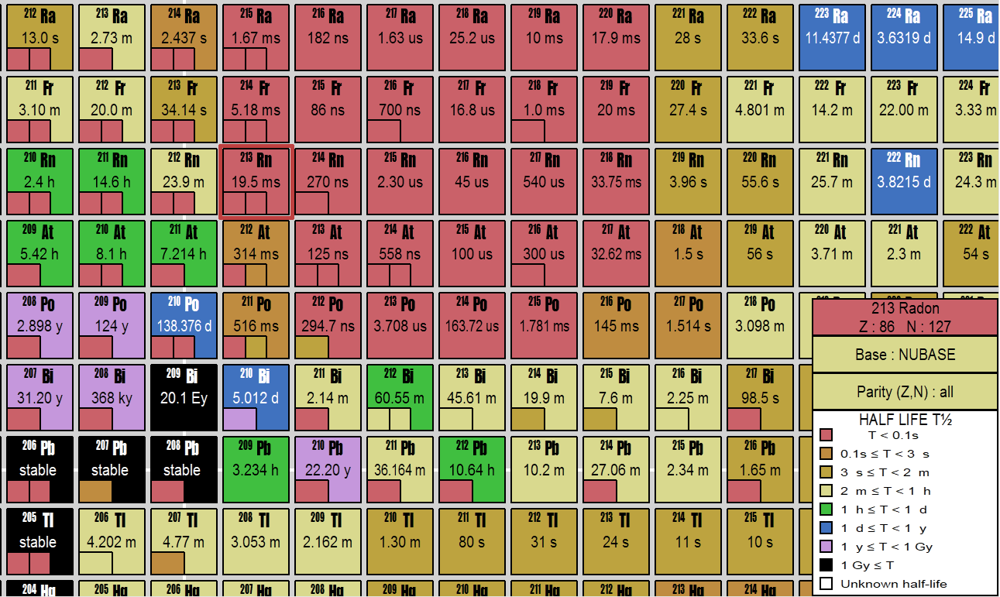 212 Ra 213 Ra 214 Ra 215 Ra 216 Ra 217 Ra 218 Ra 219 Ra 220 Ra 221 Ra 222 Ra 223 Ra 224 Ra 225 Ra
13.0 s 2.73 m 2.437 s 1.67 ms 182 ns 1.63 us 25.2 us 10 ms 17.9 ms 28 s 33.6 s 11.4377 d 3.6319 d 14.9 d
211 Fr 212 Fr 213 Fr 214 Fr 215 Fr 216 Fr 217 Fr 218 Fr 219 Fr 220 Fr 221 Fr 222 Fr 223 Fr 224 Fr
3.10 m 20.0 m 34.14 s 5.18 ms 86 ns 700 ns 16.8 us 1.0 ms 20 ms 27.4 s 4.801 m 14.2 m 22.00 m 3.33 m
210 Rn 211 Rn 212 Rn 213 Rn 214 Rn 215 Rn 216 Rn 217 Rn 218 Rn 219 Rn 220 Rn 221 Rn 222 Rn 223 Rn
2.4 h 14.6 h 23.9 m 19.5 ms 270 ns 2.30 us 45 us 540 us 33.75 ms 3.96 s 55.6 s 25.7 m 3.8215 d 24.3 m
209 At 210 At 211 At 212 At 213 At 214 At 215 At 216 At 217 At 218 At 219 At 220 At 221 At 222 At
5.42 h 8.1 h 7.214 h 314 ms 125 ns 558 ns 100 us 300 us 32.62 ms 1.5 s 56 s 3.71 m 2.3 m 54 s
208 Po 209 Po 210 Po 211 Po 212 Po 213 Po 214 Po 215 Po 216 Po 217 Po 218 Po
2.898 y 124 y 138.376 d 516 ms 294.7 ns 3.708 us 163.72 us 1.781 ms 145 ms 1.514 s 3.098 m
207 Bi 208 Bi 209 Bi 210 Bi 211 Bi 212 Bi 213 Bi 214 Bi 215 Bi 216 Bi 217 Bi
31.20 y 368 ky 20.1 Ey 5.012 d 2.14 m 60.55 m 45.61 m 19.9 m 7.6 m 2.25 m 98.5 s
206 Pb 207 Pb 208 Pb 209 Pb 210 Pb 211 Pb 212 Pb 213 Pb 214 Pb 215 Pb 216 Pb
stable stable stable 3.234 h 22.20 y 36.164 m 10.64 h 10.2 m 27.06 m 2.34 m 1.65 m
205 Tl 206 Tl 207 Tl 208 Tl 209 Tl 210 Tl 211 Tl 212 Tl 213 Tl 214 Tl 215 Tl
stable 4.202 m 4.77 m 3.053 m 2.162 m 1.30 m 80 s 31 s 24 s 11 s 10 s
204 Hg 205 Hg 206 Hg 207 Hg 208 Hg 209 Hg 210 Hg 211 Hg 212 Hg 213 Hg 214 Hg
213 Radon
Z : 86 N : 127
Base : NUBASE
Parity (Z,N) : all
HALF LIFE T½
T < 0.1s
0.1s ≤ T < 3 s
3 s ≤ T < 2 m
2 m ≤ T < 1 h
1 h ≤ T < 1 d
1 d ≤ T < 1 y
1 y ≤ T < 1 Gy
1 Gy ≤ T
Unknown half-life